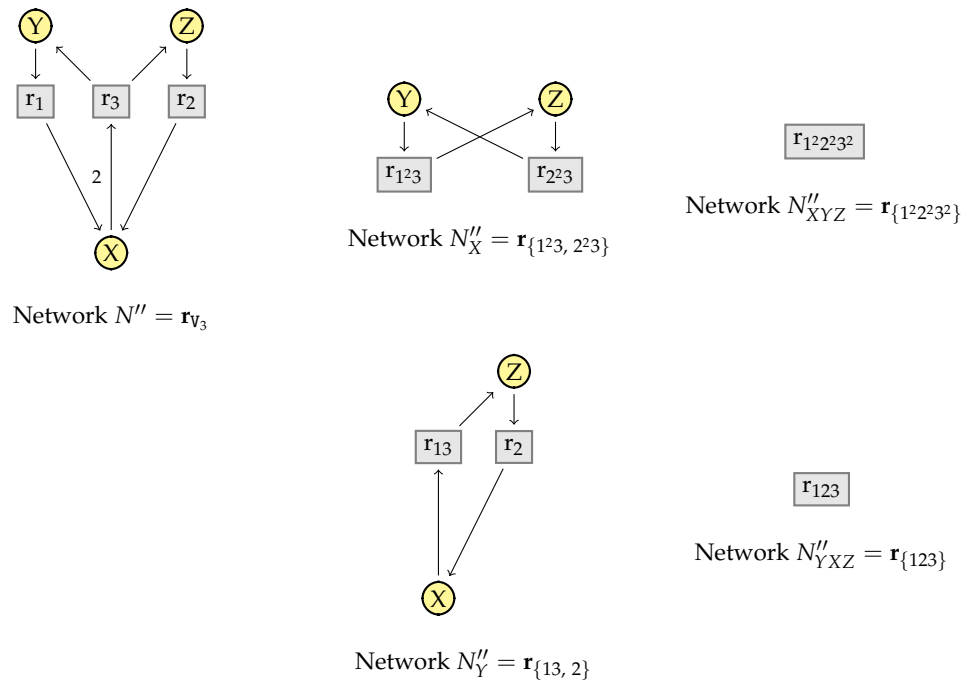 Y Z
r₁ r₃ r₂
2
X
Network N″ = r_{V₃}
Y Z
r_{1²3} r_{2²3}
Network N″_X = r_{{1²3, 2²3}}
r_{1²2²3²}
Network N″_{XYZ} = r_{{1²2²3²}}
Z
r₁₃ r₂
X
Network N″_Y = r_{{13, 2}}
r₁₂₃
Network N″_{YXZ} = r_{{123}}